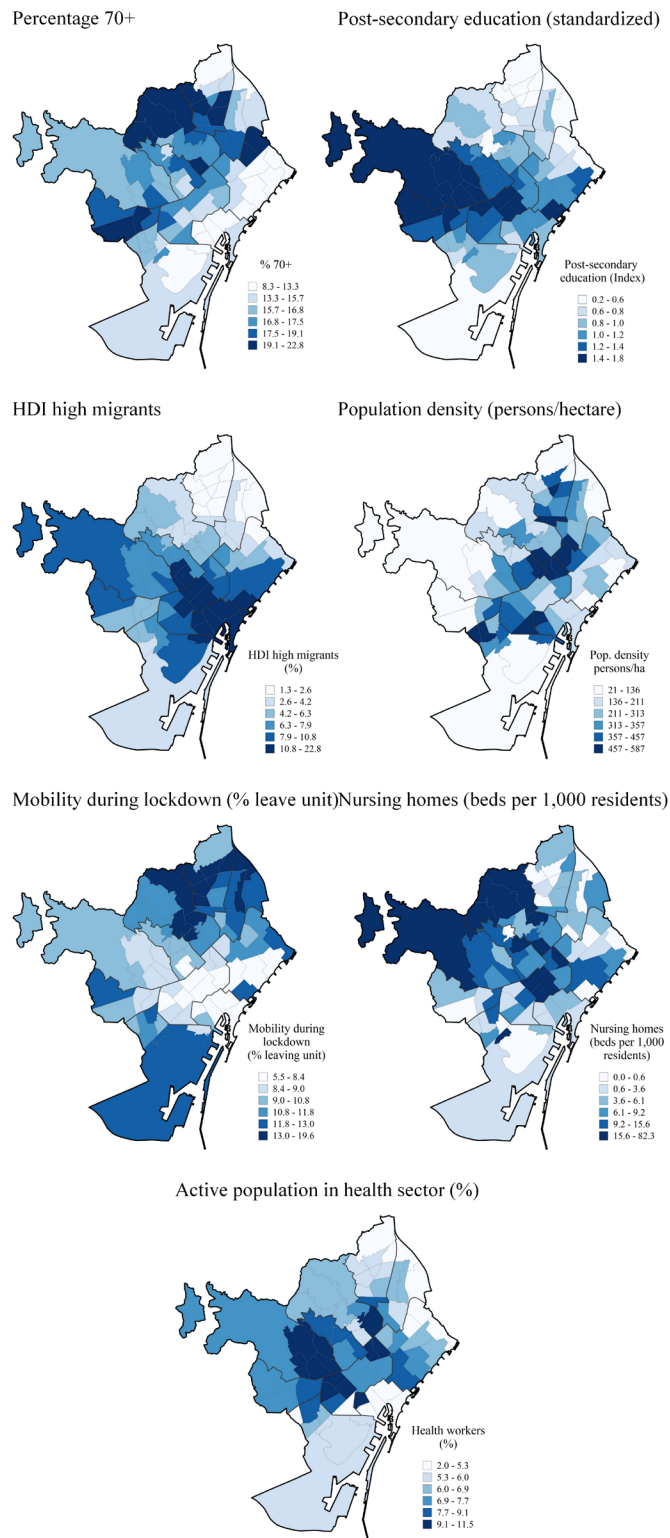 Percentage 70+
Post-secondary education (standardized)
% 70+
8.3 - 13.3
13.3 - 15.7
15.7 - 16.8
16.8 - 17.5
17.5 - 19.1
19.1 - 22.8
Post-secondary
education (Index)
0.2 - 0.6
0.6 - 0.8
0.8 - 1.0
1.0 - 1.2
1.2 - 1.4
1.4 - 1.8
HDI high migrants
Population density (persons/hectare)
HDI high migrants
(%)
1.3 - 2.6
2.6 - 4.2
4.2 - 6.3
6.3 - 7.9
7.9 - 10.8
10.8 - 22.8
Pop. density
persons/ha
21 - 136
136 - 211
211 - 313
313 - 357
357 - 457
457 - 587
Mobility during lockdown (% leave unit)
Nursing homes (beds per 1,000 residents)
Mobility during
lockdown
(% leaving unit)
5.5 - 8.4
8.4 - 9.0
9.0 - 10.8
10.8 - 11.8
11.8 - 13.0
13.0 - 19.6
Nursing homes
(beds per 1,000
residents)
0.0 - 0.6
0.6 - 3.6
3.6 - 6.1
6.1 - 9.2
9.2 - 15.6
15.6 - 82.3
Active population in health sector (%)
Health workers
(%)
2.0 - 5.3
5.3 - 6.0
6.0 - 6.9
6.9 - 7.7
7.7 - 9.1
9.1 - 11.5